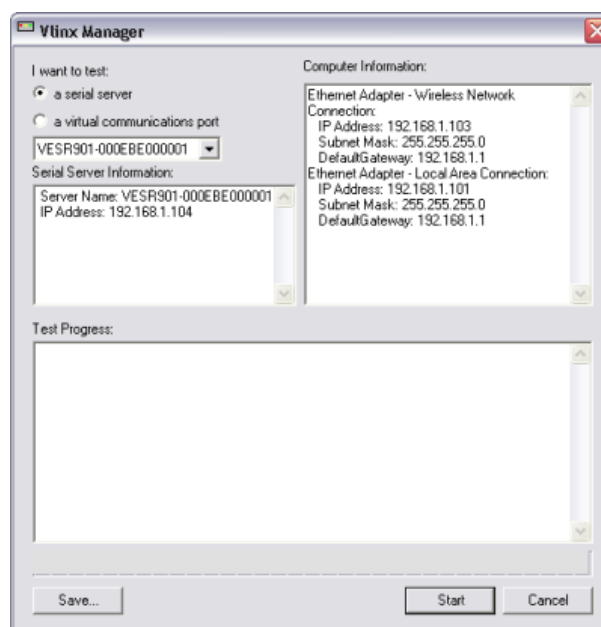 Vlinx Manager
I want to test:
a serial server
a virtual communications port
VESR901-000EBE000001
Serial Server Information:
Server Name: VESR901-000EBE000001
IP Address: 192.168.1.104
Computer Information:
Ethernet Adapter - Wireless Network
Connection:
IP Address: 192.168.1.103
Subnet Mask: 255.255.255.0
DefaultGateway: 192.168.1.1
Ethernet Adapter - Local Area Connection:
IP Address: 192.168.1.101
Subnet Mask: 255.255.255.0
DefaultGateway: 192.168.1.1
Test Progress:
Save...
Start
Cancel